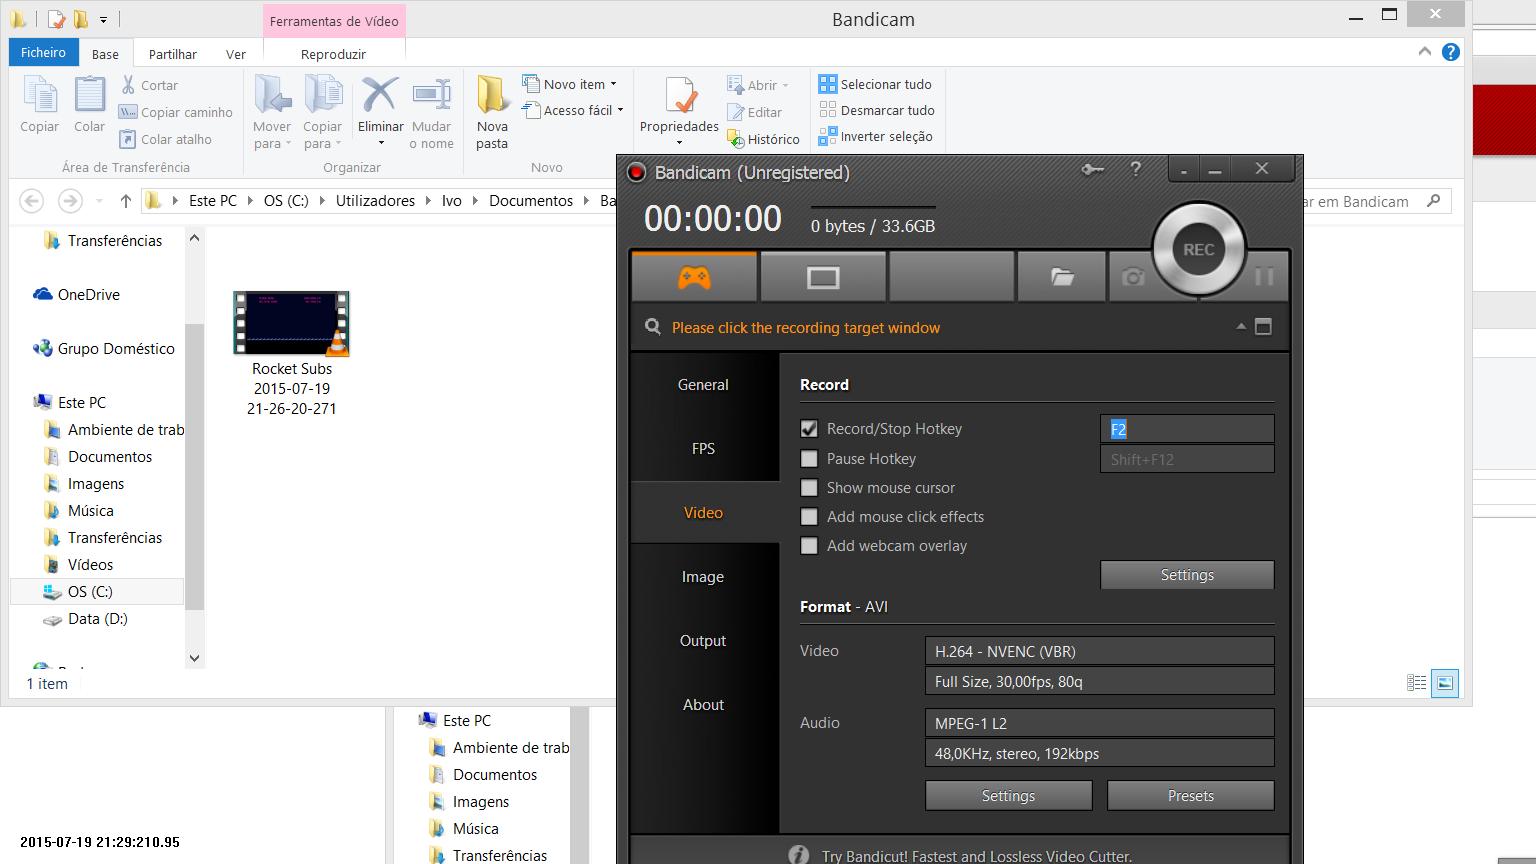 Ferramentas de Vídeo
Bandicam
Ficheiro
Base
Partilhar
Ver
Reproduzir
Copiar
Colar
Cortar
Copiar caminho
Colar atalho
Área de Transferência
Mover para
Copiar para
Eliminar
Mudar o nome
Organizar
Nova pasta
Novo item
Acesso fácil
Novo
Propriedades
Abrir
Editar
Histórico
Selecionar tudo
Desmarcar tudo
Inverter seleção
Este PC
OS (C:)
Utilizadores
Ivo
Documentos
Ba
ar em Bandicam
Transferências
OneDrive
Grupo Doméstico
Este PC
Ambiente de trab
Documentos
Imagens
Música
Transferências
Vídeos
OS (C:)
Data (D:)
1 item
Rocket Subs
2015-07-19
21-26-20-271
Bandicam (Unregistered)
?
00:00:00
0 bytes / 33.6GB
REC
Please click the recording target window
General
FPS
Video
Image
Output
About
Record
Record/Stop Hotkey
F2
Pause Hotkey
Shift+F12
Show mouse cursor
Add mouse click effects
Add webcam overlay
Settings
Format - AVI
Video
H.264 - NVENC (VBR)
Full Size, 30,00fps, 80q
Audio
MPEG-1 L2
48,0KHz, stereo, 192kbps
Settings
Presets
Try Bandicut! Fastest and Lossless Video Cutter.
Este PC
Ambiente de trab
Documentos
Imagens
Música
Transferências
2015-07-19 21:29:210.95